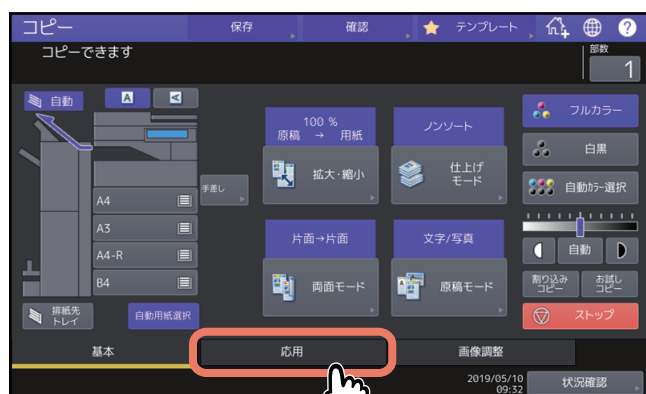 コピー
保存
確認
テンプレート
?
コピーできます
部数
1
自動
A
A
手差し
A4
A3
A4-R
B4
排紙先
トレイ
自動用紙選択
100 %
原稿 → 用紙
拡大・縮小
ノンソート
仕上げ
モード
片面→片面
両面モード
文字/写真
原稿モード
フルカラー
白黒
自動ｶﾗｰ選択
自動
割り込み
コピー
お試し
コピー
ストップ
基本
応用
画像調整
2019/05/10
09:32
状況確認